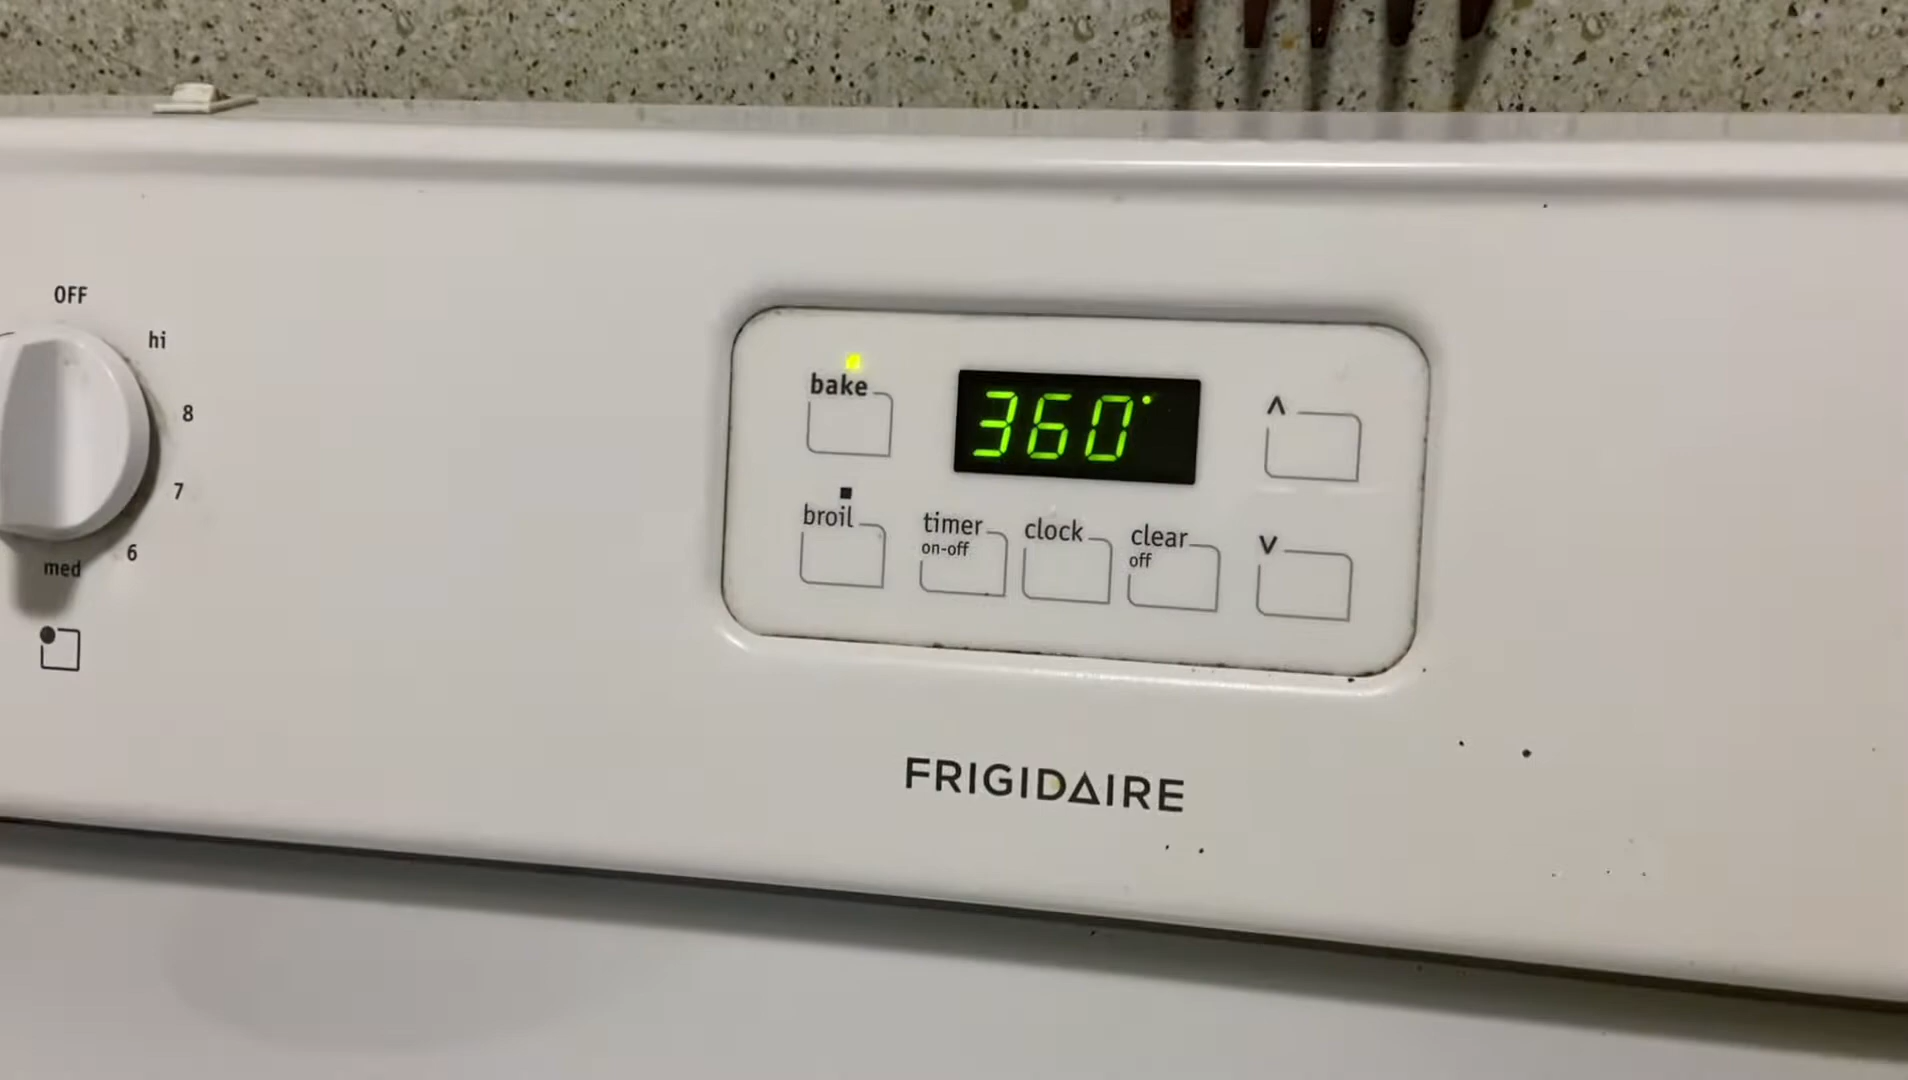 OFF
hi
8
7
6
med
bake
360°
^
broil
timer
on-off
clock
clear
off
v
FRIGIDAIRE